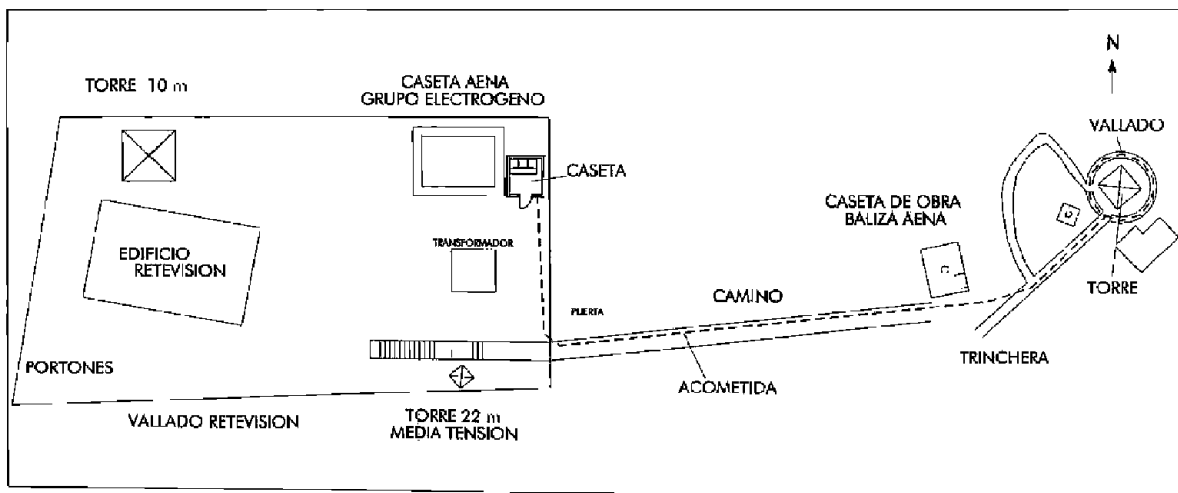 TORRE 10 m
CASETA AENA
GRUPO ELECTROGENO
N
VALLADO
CASETA
CASETA DE OBRA
BALIZA AENA
TRANSFORMADOR
EDIFICIO
RETEVISION
TORRE
CAMINO
PUERTA
TRINCHERA
PORTONES
ACOMETIDA
VALLADO RETEVISION
TORRE 22 m
MEDIA TENSION